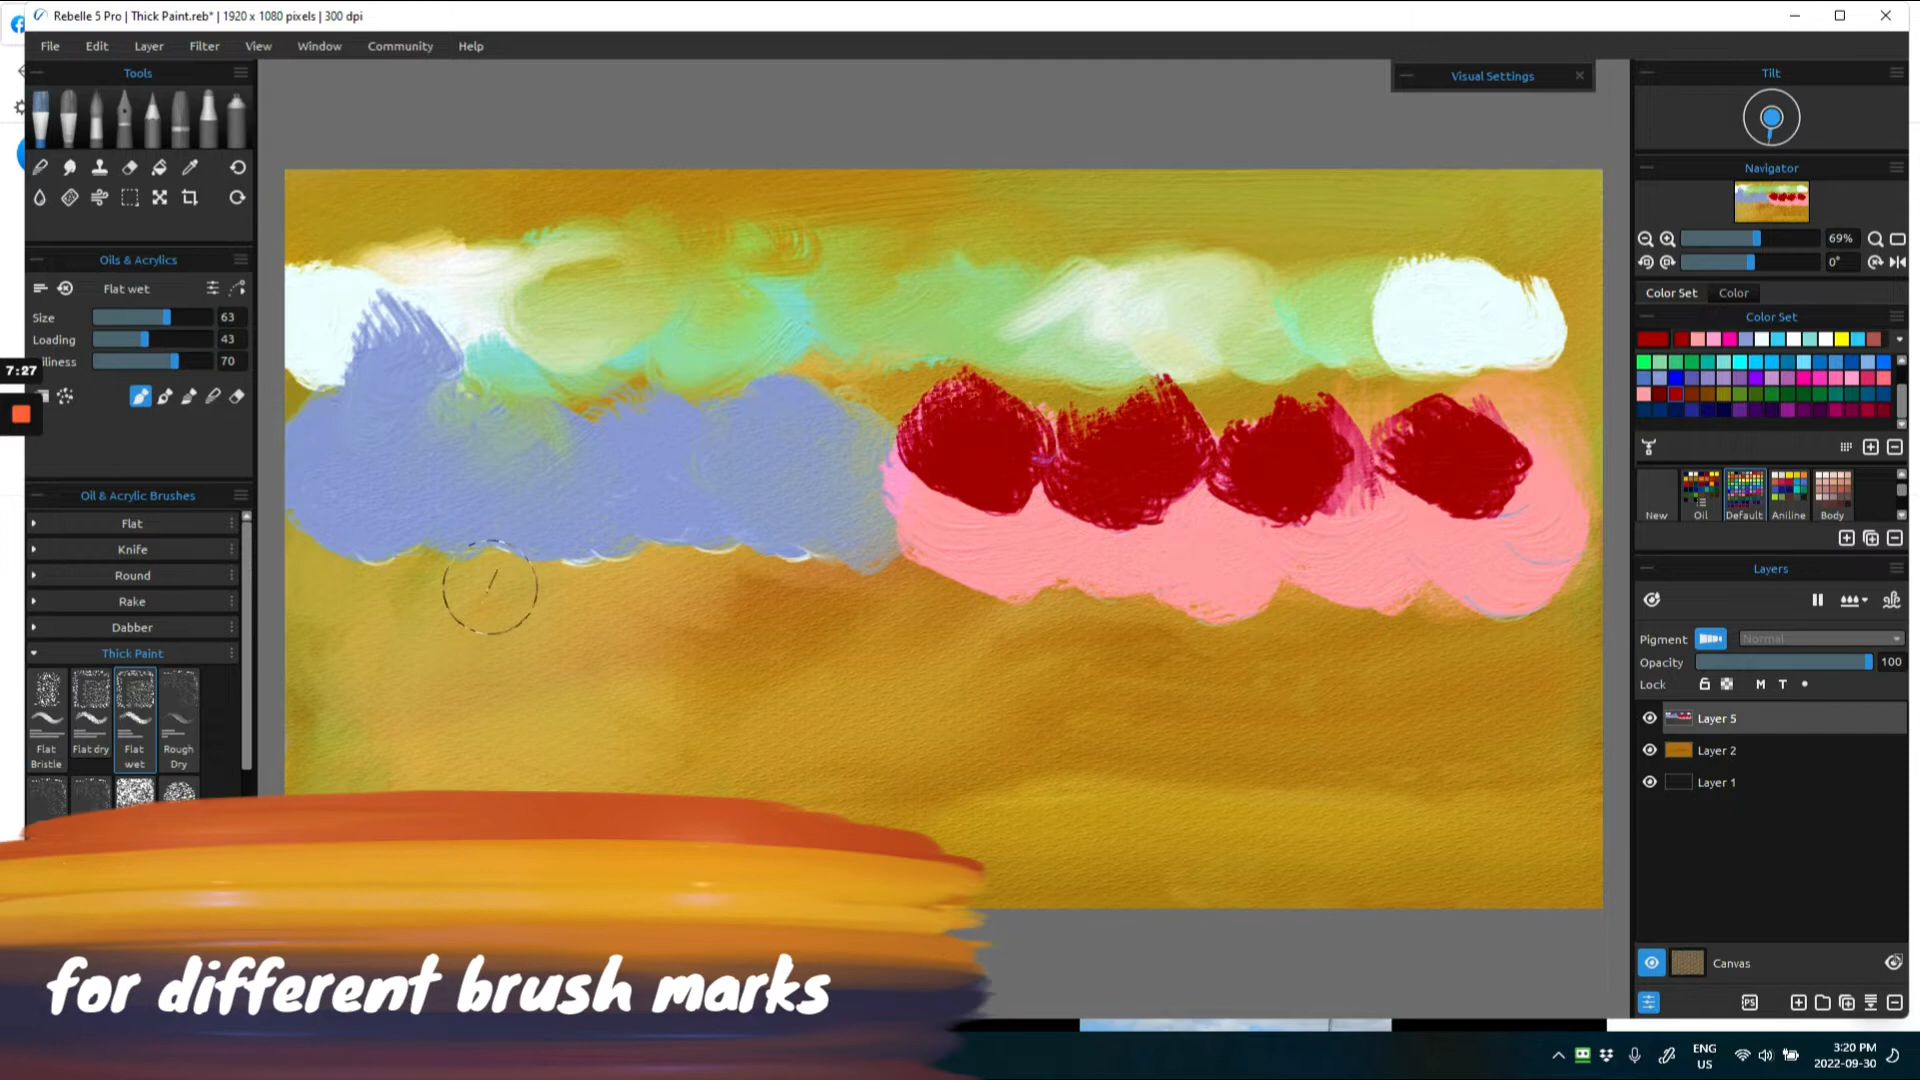 Rebelle 5 Pro | Thick Paint.reb* | 1920 x 1080 pixels | 300 dpi
File Edit Layer Filter View Window Community Help
Tools
Oils & Acrylics
Flat wet
Size 63
Loading 43
iliness 70
7:27
Oil & Acrylic Brushes
Flat
Knife
Round
Rake
Dabber
Thick Paint
Flat Bristle
Flat dry
Flat wet
Rough Dry
Visual Settings
Tilt
Navigator
69%
0°
Color Set Color
Color Set
New Oil Default Aniline Body
Layers
Pigment Normal
Opacity 100
Lock M T
Layer 5
Layer 2
Layer 1
Canvas
PS
for different brush marks
ENG
US
3:20 PM
2022-09-30